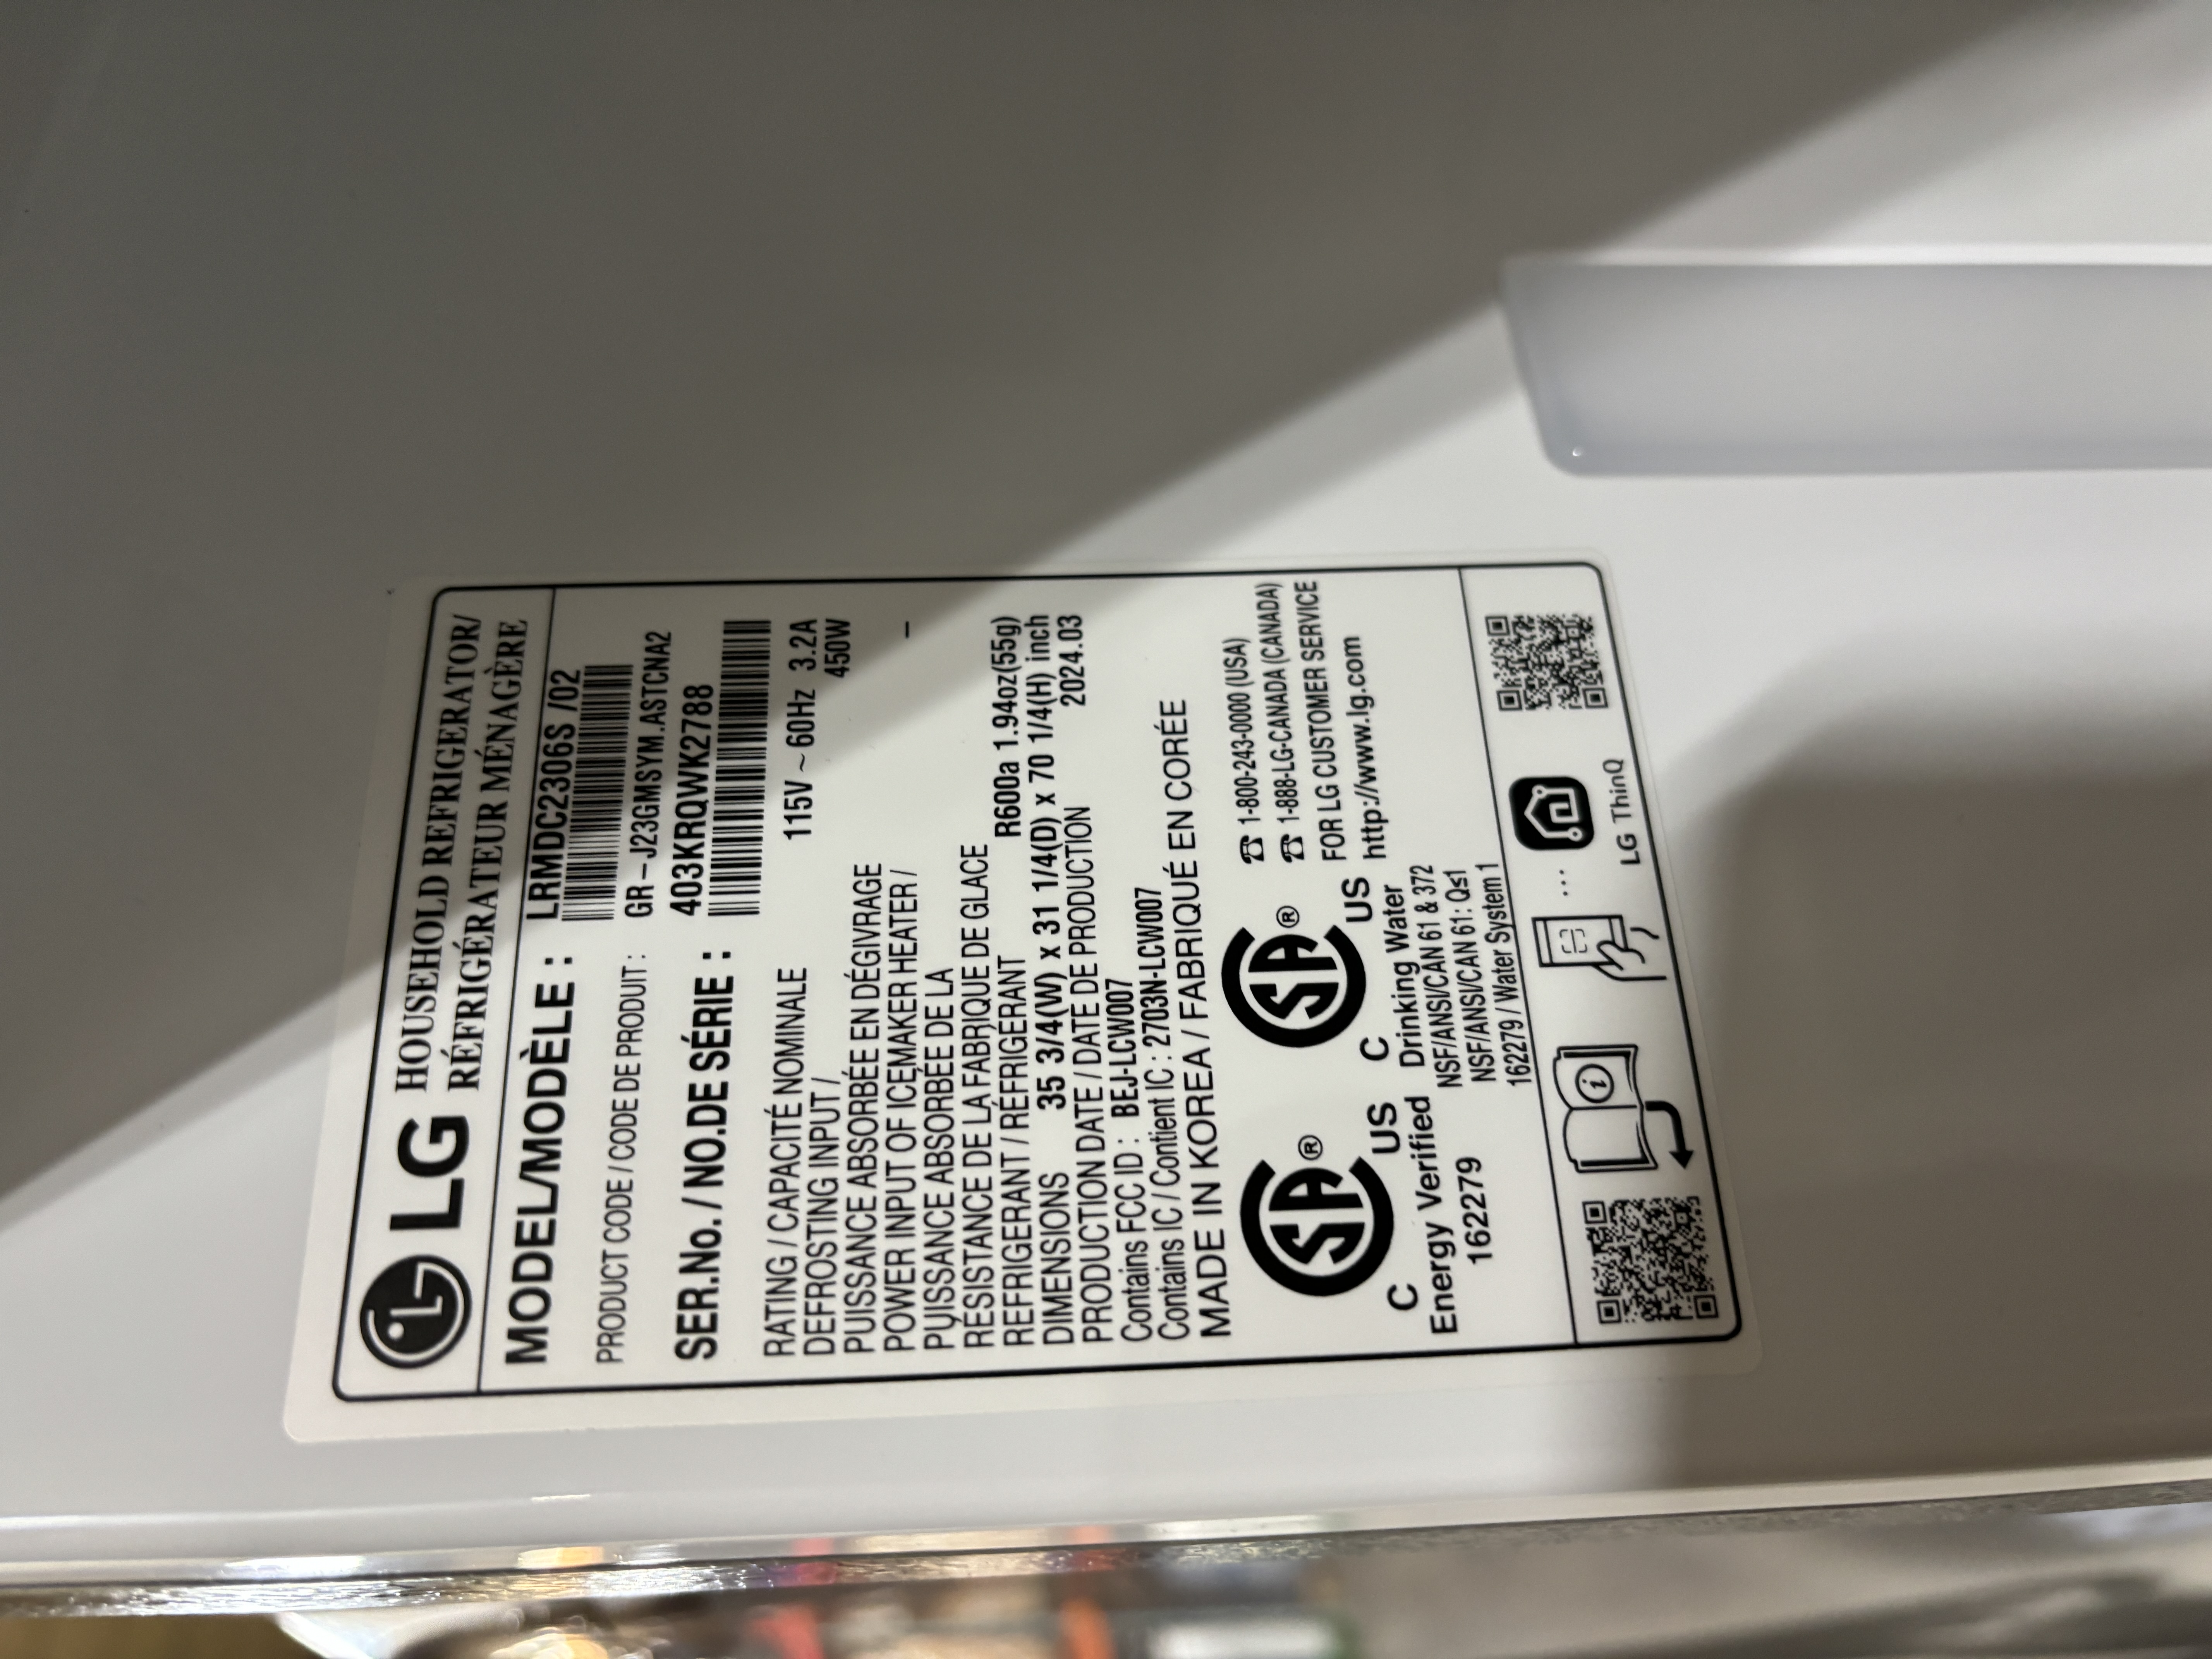 LG HOUSEHOLD REFRIGERATOR/
RÉFRIGÉRATEUR MÉNAGÈRE
MODEL/MODÈLE : LRMDC2306S /02
PRODUCT CODE / CODE DE PRODUIT : GR-J23GMSYM.ASTCNA2
SER.No. / NO.DE SÉRIE : 403KRQWK2788
RATING / CAPACITÉ NOMINALE 115V ~ 60Hz 3.2A
DEFROSTING INPUT / 450W
PUISSANCE ABSORBÉE EN DÉGIVRAGE
POWER INPUT OF ICEMAKER HEATER / –
PUISSANCE ABSORBÉE DE LA
RÉSISTANCE DE LA FABRIQUE DE GLACE
REFRIGERANT / RÉFRIGÉRANT R600a 1.94oz(55g)
DIMENSIONS 35 3/4(W) x 31 1/4(D) x 70 1/4(H) inch
PRODUCTION DATE / DATE DE PRODUCTION 2024.03
Contains FCC ID : BEJ-LCW007
Contains IC / Contient IC : 2703N-LCW007
MADE IN KOREA / FABRIQUÉ EN CORÉE
CSA ®
C US
Energy Verified
162279
CSA ®
C US
Drinking Water
NSF/ANSI/CAN 61 & 372
NSF/ANSI/CAN 61: Q≤1
162279 / Water System 1
☎ 1-800-243-0000 (USA)
☎ 1-888-LG-CANADA (CANADA)
FOR LG CUSTOMER SERVICE
http://www.lg.com
i
LG ThinQ